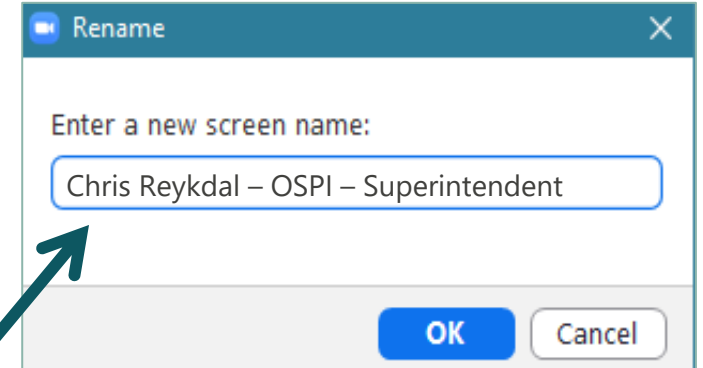 Rename
Enter a new screen name:
Chris Reykdal – OSPI – Superintendent
OK Cancel